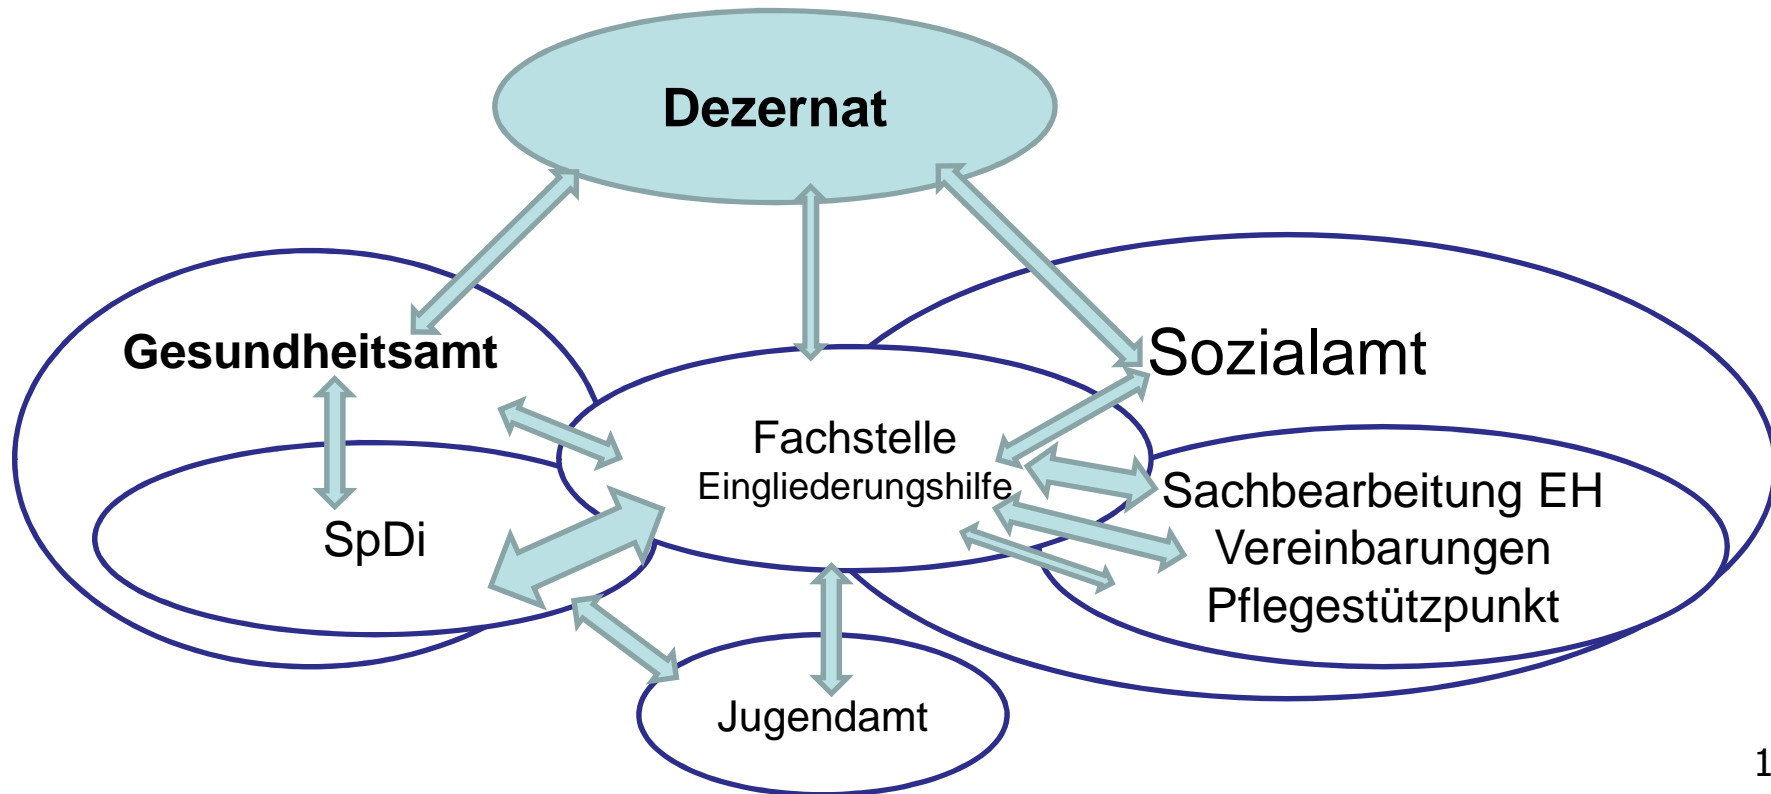 Dezernat
Gesundheitsamt
Sozialamt
Fachstelle
Eingliederungshilfe
SpDi
Sachbearbeitung EH
Vereinbarungen
Pflegestützpunkt
Jugendamt
1